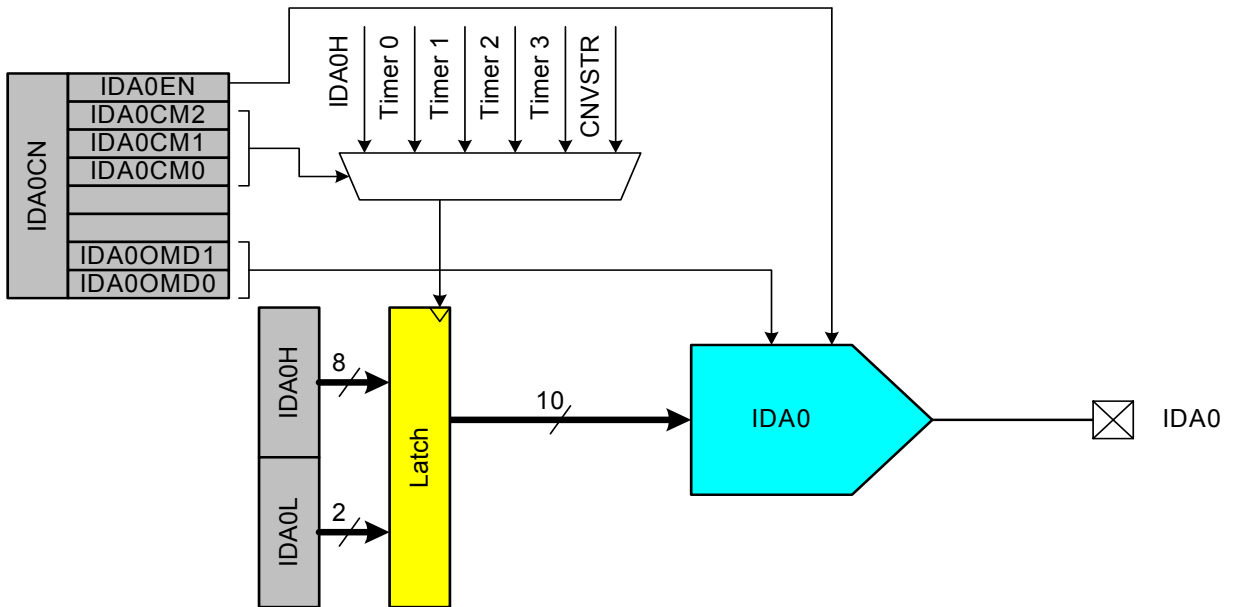 IDA0CN
IDA0EN
IDA0CM2
IDA0CM1
IDA0CM0
IDA0OMD1
IDA0OMD0
IDA0H
Timer 0
Timer 1
Timer 2
Timer 3
CNVSTR
IDA0H
8
IDA0L
2
Latch
10
IDA0
IDA0